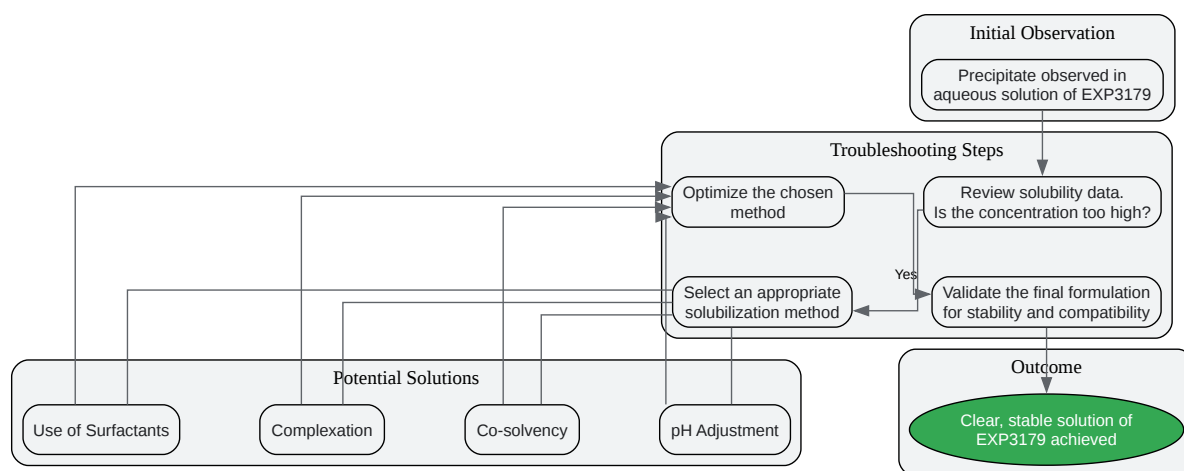 Initial Observation
Precipitate observed in
aqueous solution of EXP3179
Troubleshooting Steps
Optimize the chosen
method
Review solubility data.
Is the concentration too high?
Yes
Select an appropriate
solubilization method
Validate the final formulation
for stability and compatibility
Potential Solutions
Use of Surfactants
Complexation
Co-solvency
pH Adjustment
Outcome
Clear, stable solution of
EXP3179 achieved